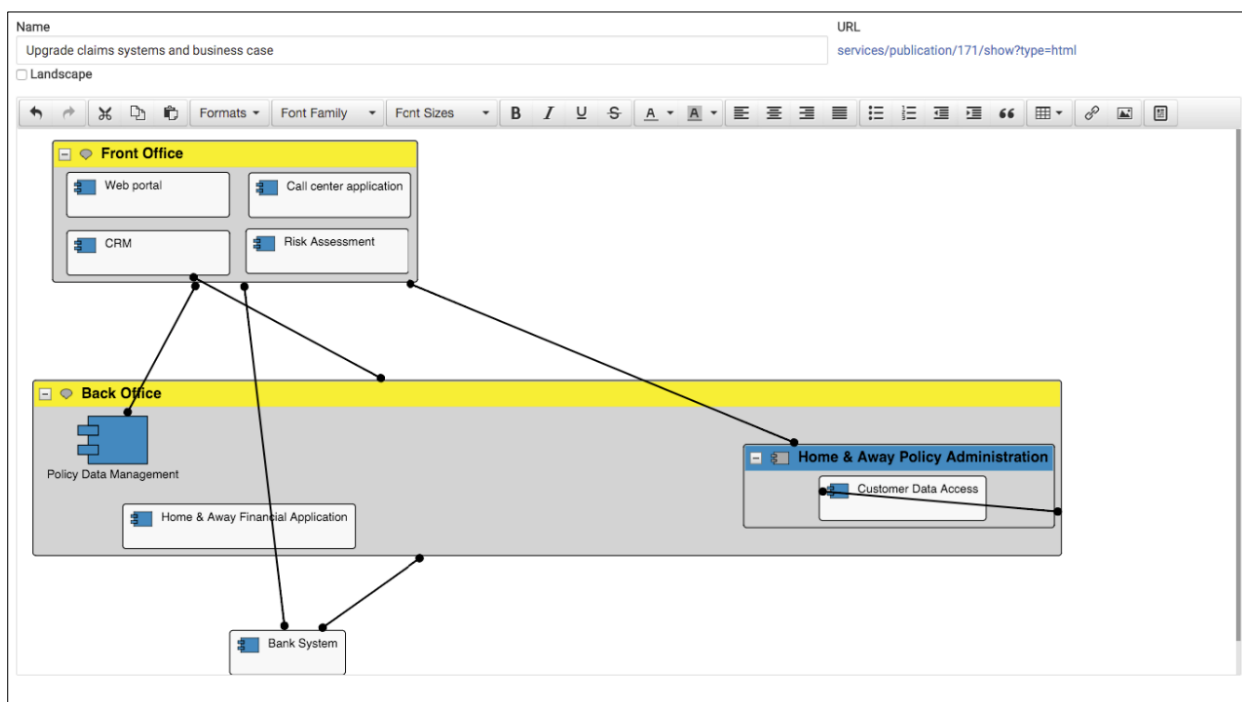 Name
URL
Upgrade claims systems and business case
services/publication/171/show?type=html
Landscape
Formats
Font Family
Font Sizes
B I U S A A
Front Office
Web portal
Call center application
CRM
Risk Assessment
Back Office
Policy Data Management
Home & Away Policy Administration
Customer Data Access
Home & Away Financial Application
Bank System